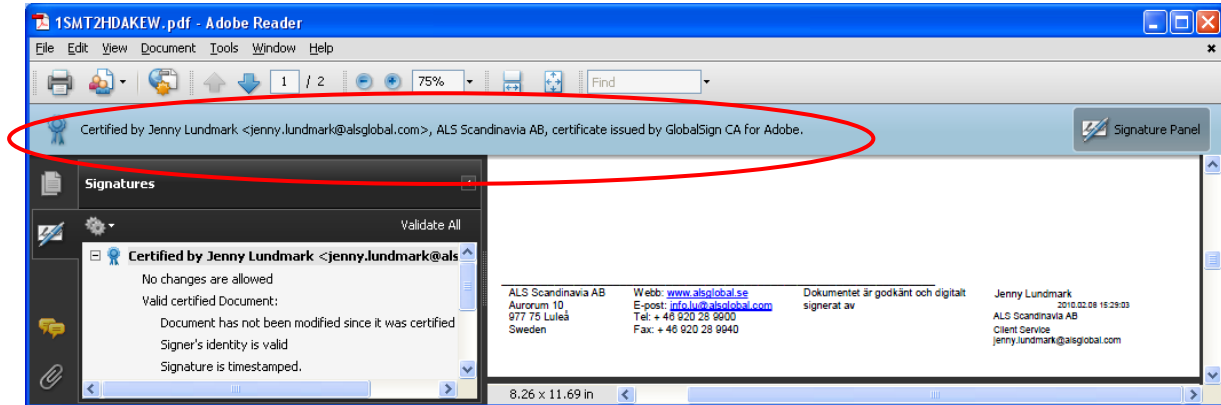 1SMT2HDAKEW.pdf - Adobe Reader
File Edit View Document Tools Window Help
1 / 2 75% Find
Certified by Jenny Lundmark <jenny.lundmark@alsglobal.com>, ALS Scandinavia AB, certificate issued by GlobalSign CA for Adobe.
Signature Panel
Signatures
Validate All
Certified by Jenny Lundmark <jenny.lundmark@als
No changes are allowed
Valid certified Document:
Document has not been modified since it was certified
Signer's identity is valid
Signature is timestamped.
ALS Scandinavia AB
Aurorum 10
977 75 Luleå
Sweden
Webb: www.alsglobal.se
E-post: info.lu@alsglobal.com
Tel: + 46 920 28 9900
Fax: + 46 920 28 9940
Dokumentet är godkänt och digitalt
signerat av
Jenny Lundmark
2010.02.08 15:29:03
ALS Scandinavia AB
Client Service
jenny.lundmark@alsglobal.com
8.26 x 11.69 in